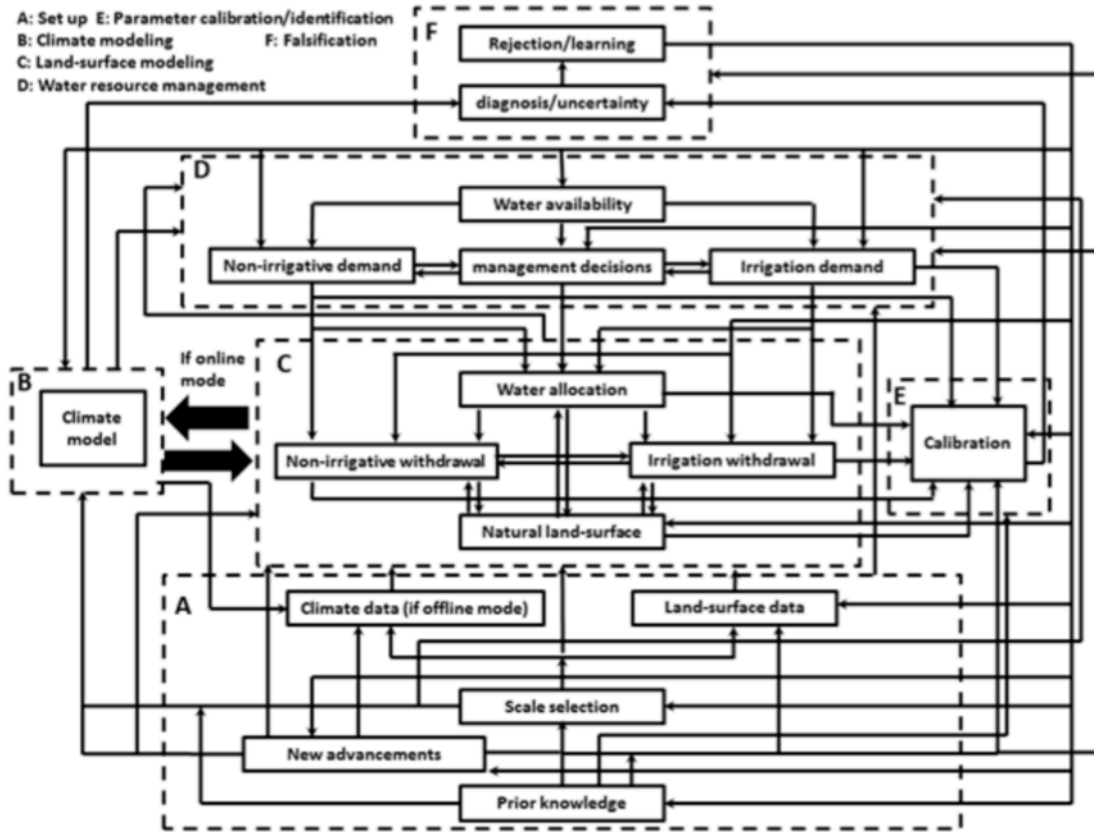 A: Set up E: Parameter calibration/identification
B: Climate modeling F: Falsification
C: Land-surface modeling
D: Water resource management
F
Rejection/learning
diagnosis/uncertainty
D
Water availability
Non-irrigative demand
management decisions
Irrigation demand
B
If online
mode
Climate
model
C
Water allocation
Non-irrigative withdrawal
Irrigation withdrawal
Natural land-surface
E
Calibration
A
Climate data (if offline mode)
Land-surface data
Scale selection
New advancements
Prior knowledge